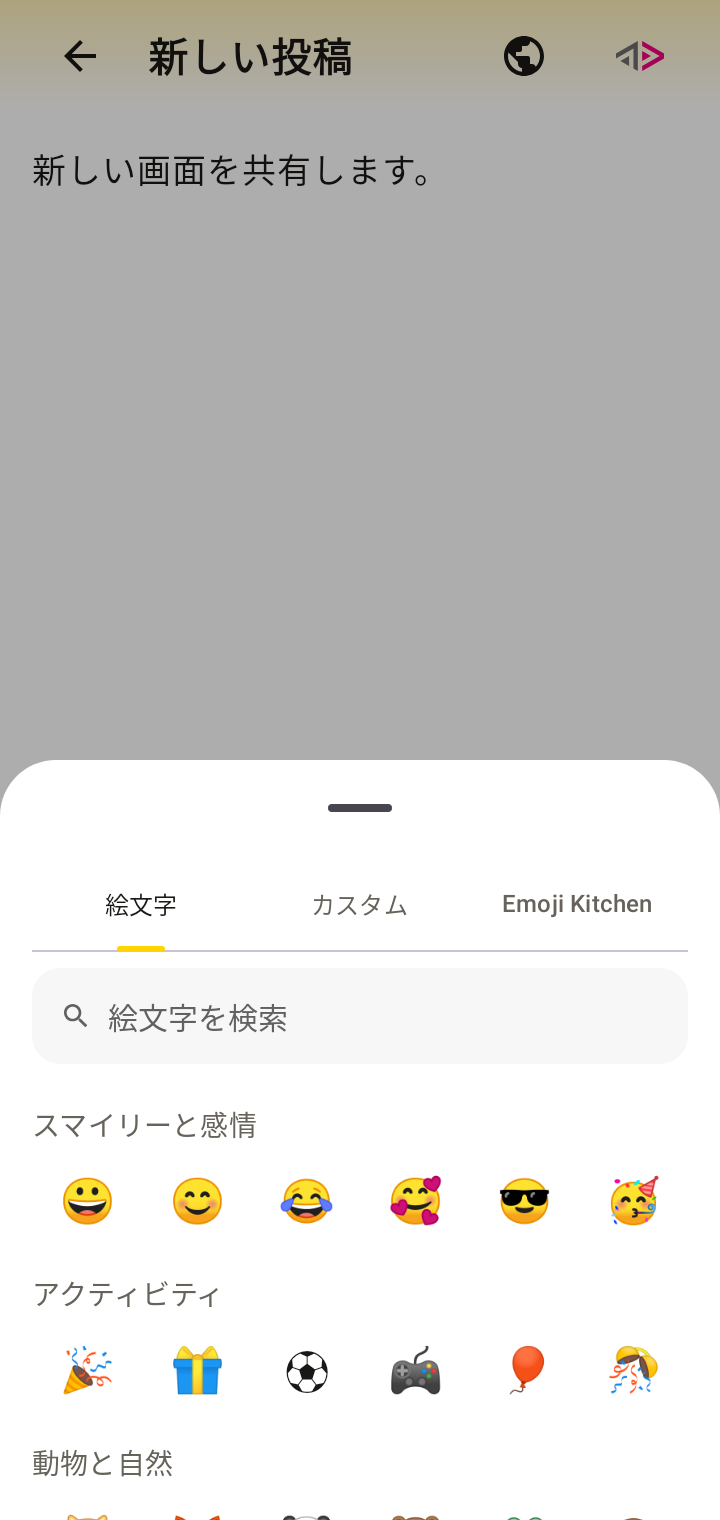 新しい投稿
新しい画面を共有します。
絵文字
カスタム
Emoji Kitchen
絵文字を検索
スマイリーと感情
アクティビティ
動物と自然